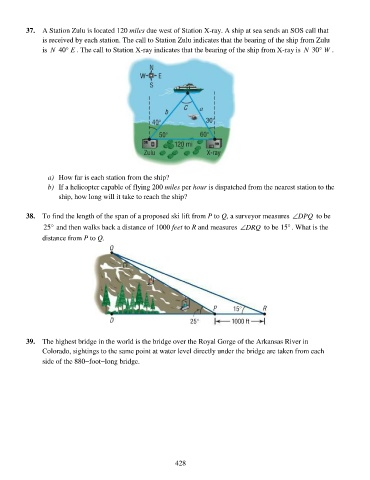 37. A Station Zulu is located 120 miles due west of Station X-ray. A ship at sea sends an SOS call that
is received by each station. The call to Station Zulu indicates that the bearing of the ship from Zulu
is N 40° E . The call to Station X-ray indicates that the bearing of the ship from X-ray is N 30° W .
N
W E
S
C
b a
40° 30°
50° 60°
120 mi
Zulu X-ray
a) How far is each station from the ship?
b) If a helicopter capable of flying 200 miles per hour is dispatched from the nearest station to the
ship, how long will it take to reach the ship?
38. To find the length of the span of a proposed ski lift from P to Q, a surveyor measures ∠DPQ to be
25° and then walks back a distance of 1000 feet to R and measures ∠DRQ to be 15° . What is the
distance from P to Q.
Q
P 15° R
D 25° 1000 ft
39. The highest bridge in the world is the bridge over the Royal Gorge of the Arkansas River in
Colorado, sightings to the same point at water level directly under the bridge are taken from each
side of the 880−foot−long bridge.
428